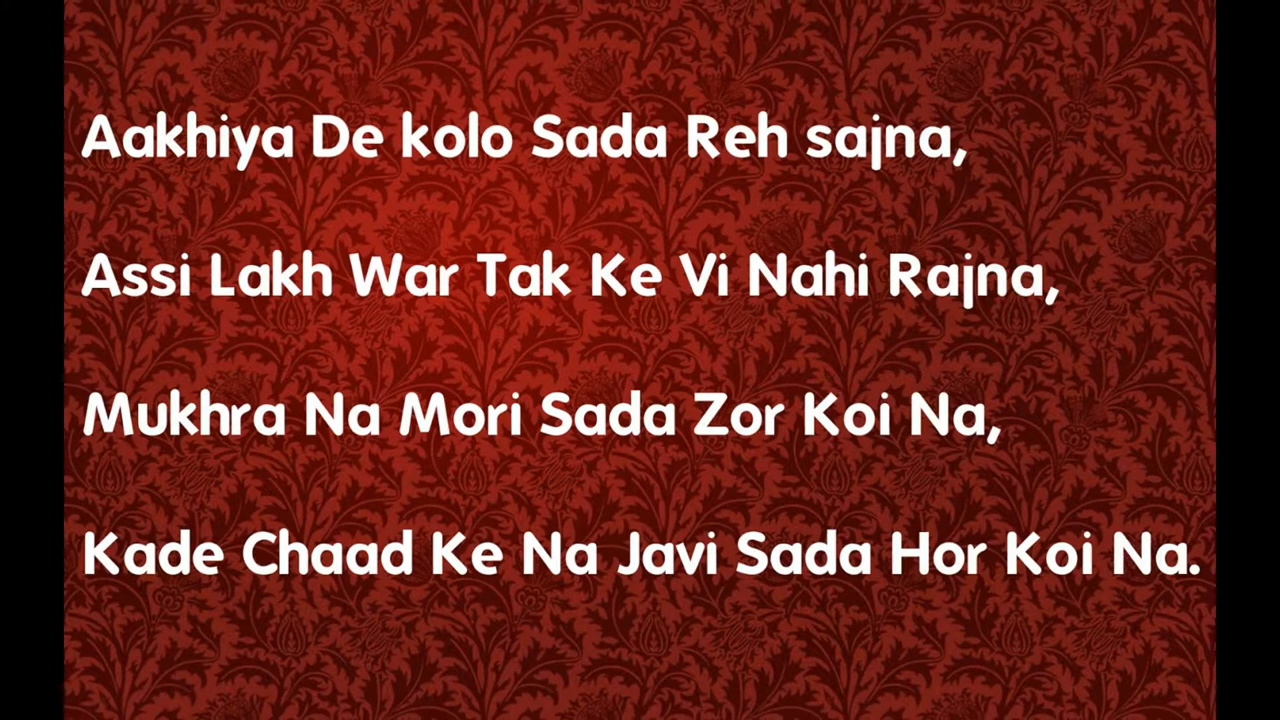 Aakhiya De kolo Sada Reh sajna,
Assi Lakh War Tak Ke Vi Nahi Rajna,
Mukhra Na Mori Sada Zor Koi Na,
Kade Chaad Ke Na Javi Sada Hor Koi Na.